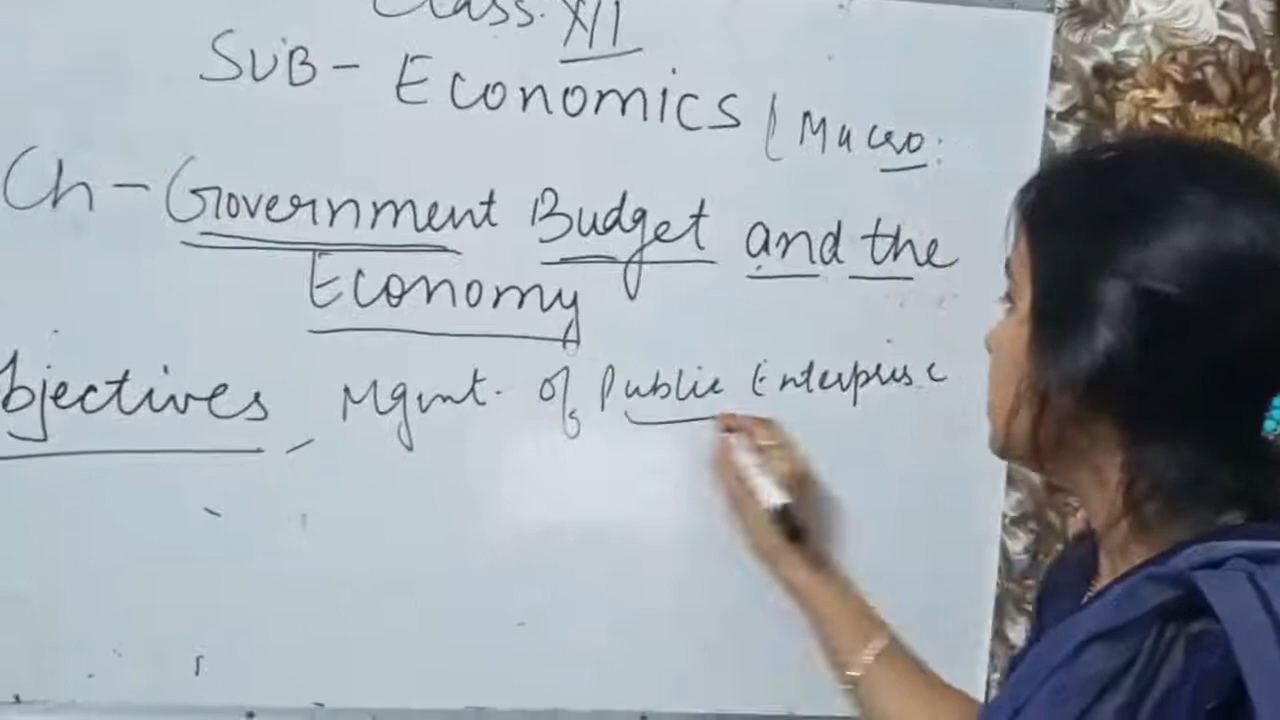 Class. XII
SUB - Economics (Macro:
Ch - Government Budget and the
Economy
bjectives, Mgmt. of Public Enterprise